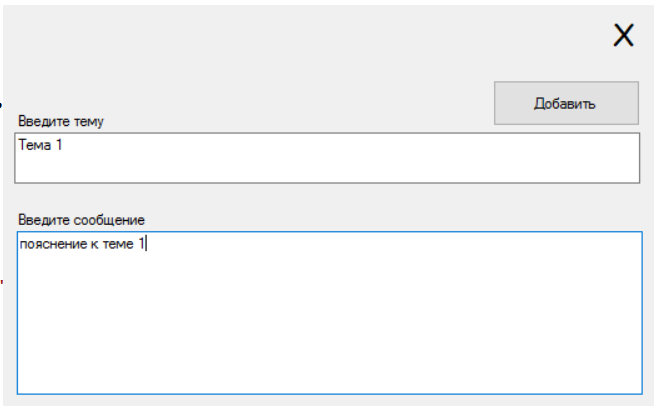 X
Добавить
Введите тему
Тема 1
Введите сообщение
пояснение к теме 1